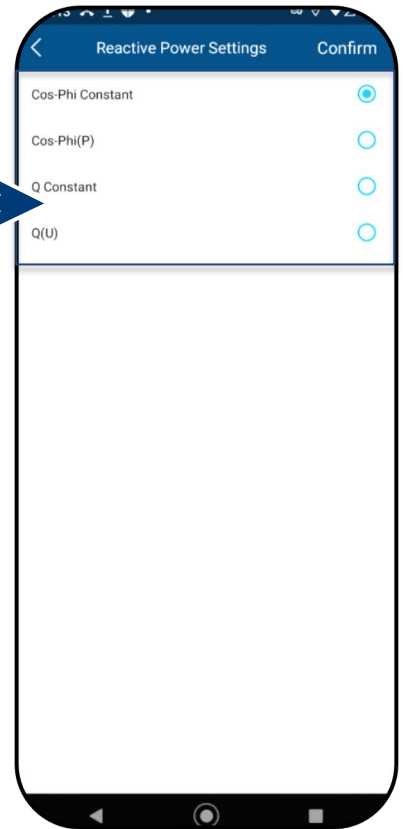 Reactive Power Settings Confirm
Cos-Phi Constant
Cos-Phi(P)
Q Constant
Q(U)